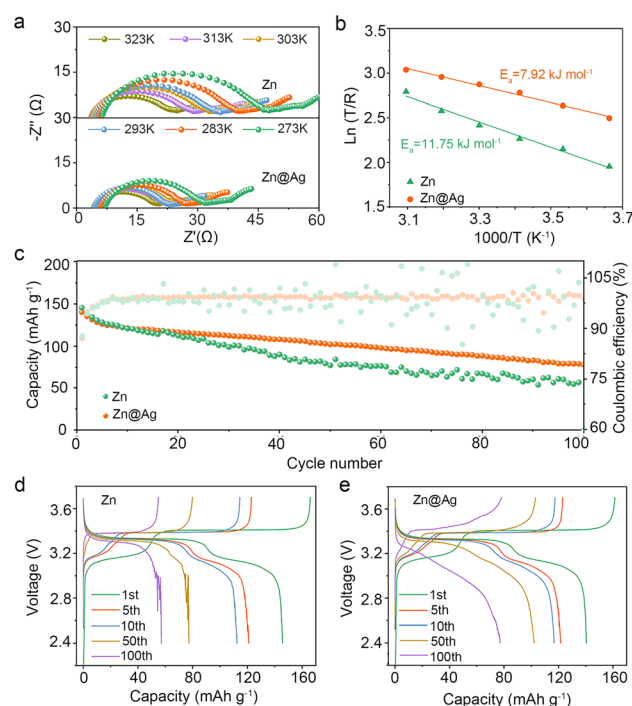 a
323K 313K 303K
15
10
5
30
15
10
5
0
-Z'' (Ω)
Zn
293K 283K 273K
Zn@Ag
0 15 30 45 60
Z'(Ω)
b
3.5
3.0
2.5
2.0
1.5
Ln (T/R)
Eₐ=7.92 kJ mol⁻¹
Eₐ=11.75 kJ mol⁻¹
Zn
Zn@Ag
3.1 3.2 3.3 3.4 3.5 3.6 3.7
1000/T (K⁻¹)
c
200
150
100
50
0
Capacity (mAh g⁻¹)
105
90
75
60
Coulombic efficiency (%)
Zn
Zn@Ag
0 20 40 60 80 100
Cycle number
d
Zn
3.6
3.2
2.8
2.4
Voltage (V)
1st
5th
10th
50th
100th
0 40 80 120 160
Capacity (mAh g⁻¹)
e
Zn@Ag
3.6
3.2
2.8
2.4
Voltage (V)
1st
5th
10th
50th
100th
0 40 80 120 160
Capacity (mAh g⁻¹)